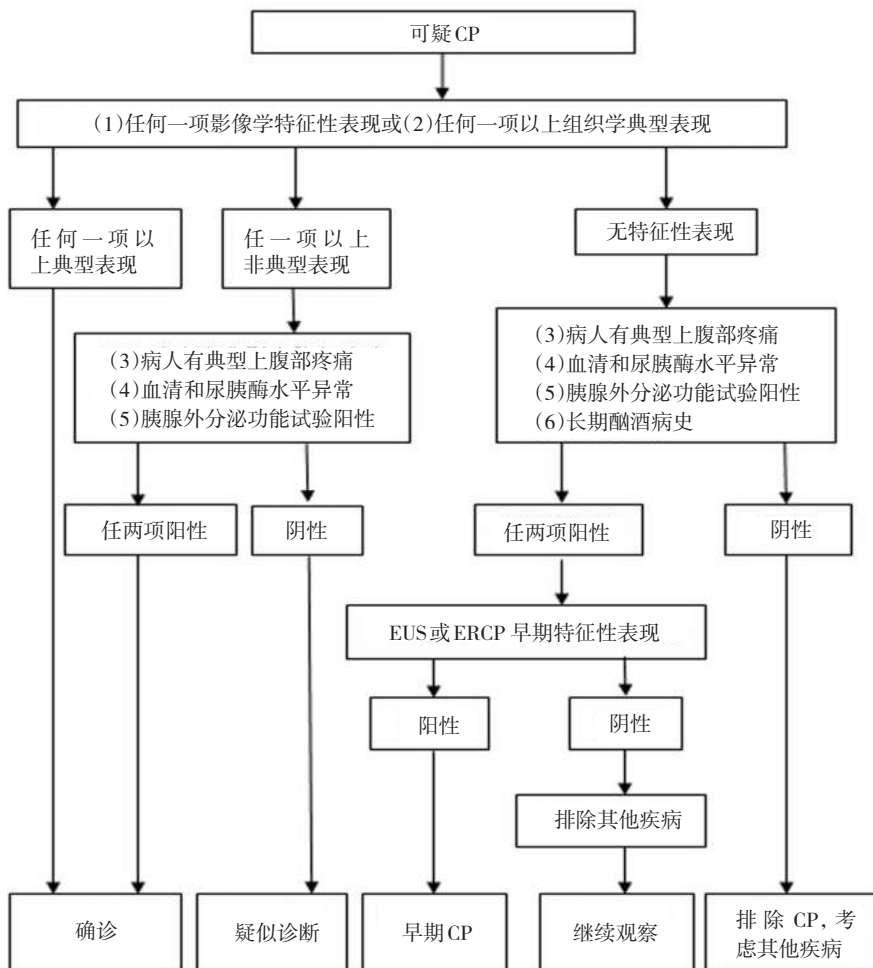 可疑CP
(1)任何一项影像学特征性表现或(2)任何一项以上组织学典型表现
任何一项以
上典型表现
任一项以上
非典型表现
无特征性表现
(3)病人有典型上腹部疼痛
(4)血清和尿胰酶水平异常
(5)胰腺外分泌功能试验阳性
(3)病人有典型上腹部疼痛
(4)血清和尿胰酶水平异常
(5)胰腺外分泌功能试验阳性
(6)长期酗酒病史
任两项阳性
阴性
任两项阳性
阴性
EUS或ERCP早期特征性表现
阳性
阴性
排除其他疾病
确诊
疑似诊断
早期CP
继续观察
排除CP,考
虑其他疾病